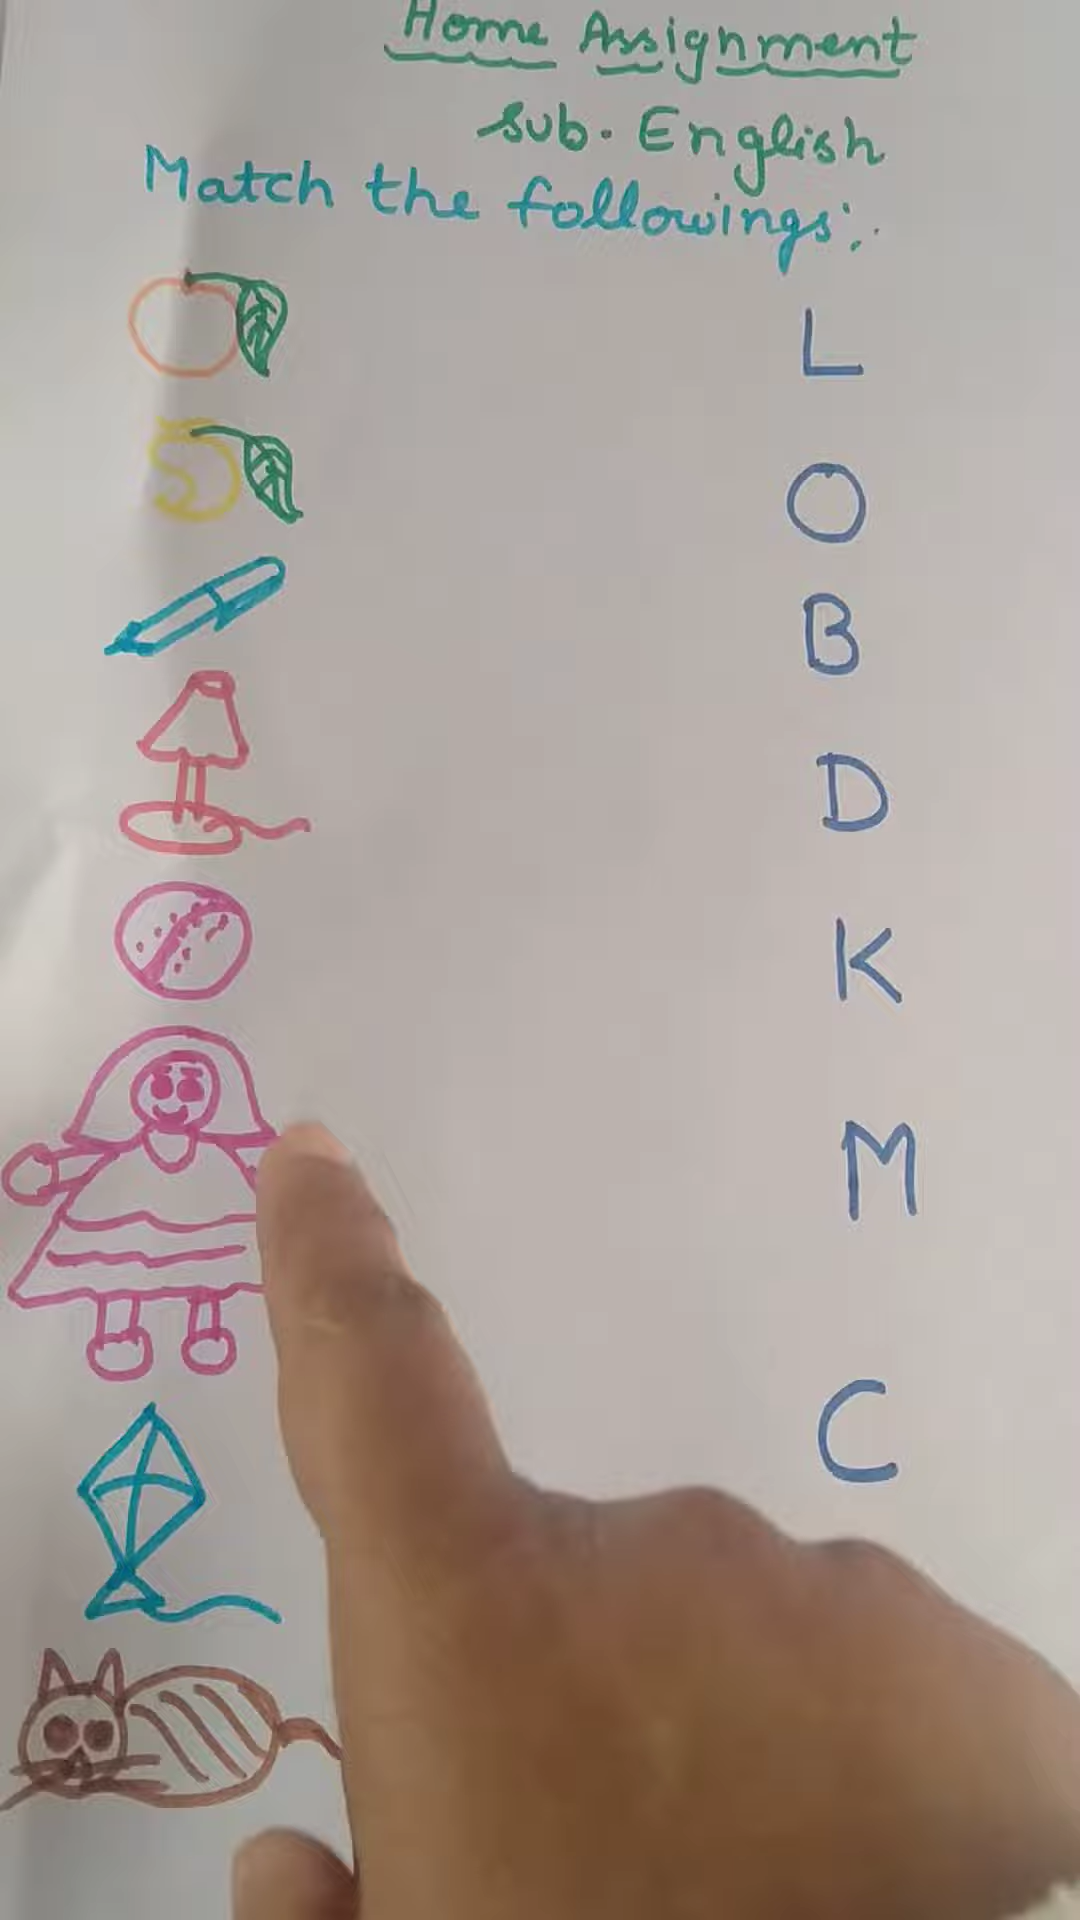 Home Assignment
Sub. English
Match the followings:.
L
O
B
D
K
M
C